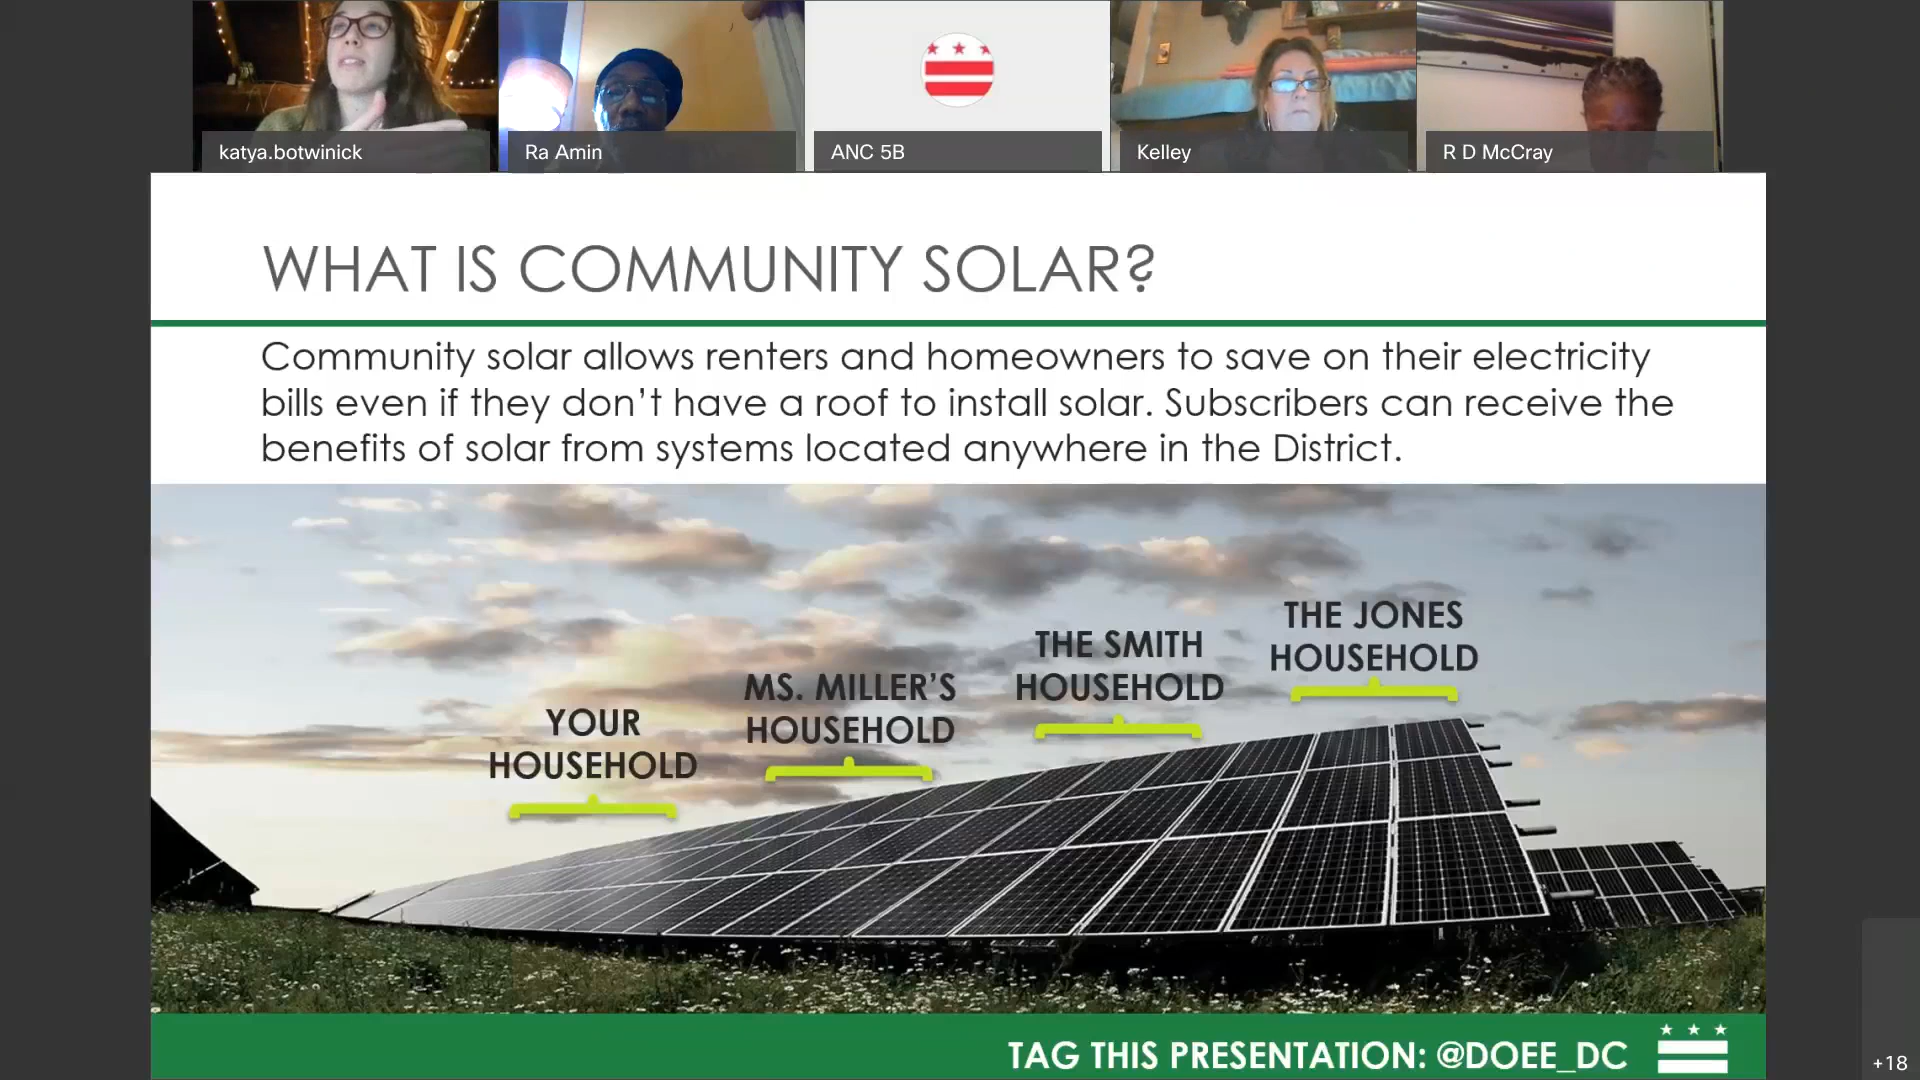 katya.botwinick
Ra Amin
ANC 5B
Kelley
R D McCray
WHAT IS COMMUNITY SOLAR?
Community solar allows renters and homeowners to save on their electricity
bills even if they don’t have a roof to install solar. Subscribers can receive the
benefits of solar from systems located anywhere in the District.
YOUR
HOUSEHOLD
MS. MILLER’S
HOUSEHOLD
THE SMITH
HOUSEHOLD
THE JONES
HOUSEHOLD
TAG THIS PRESENTATION: @DOEE_DC
+18